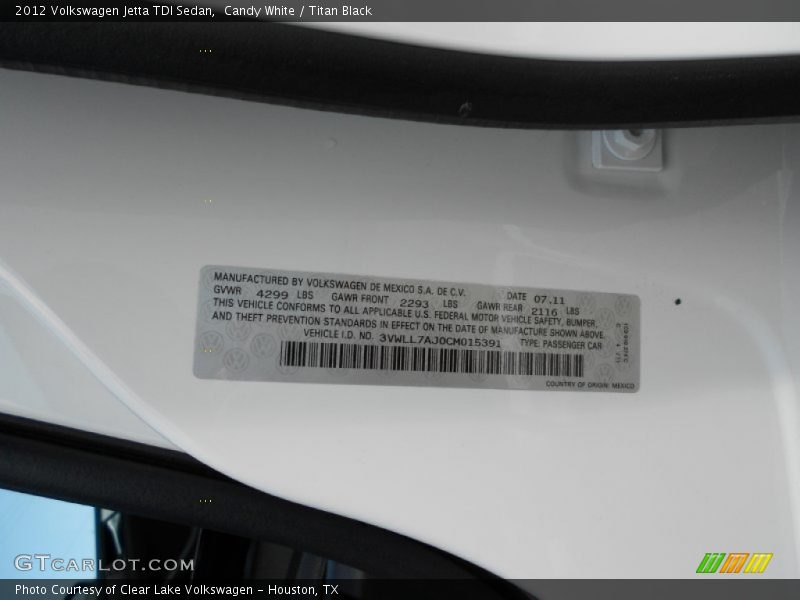 2012 Volkswagen Jetta TDI Sedan,  Candy White / Titan Black
MANUFACTURED BY VOLKSWAGEN DE MEXICO S.A. DE C.V. DATE 07.11
GVWR 4299 LBS GAWR FRONT 2293 LBS GAWR REAR 2116 LBS
THIS VEHICLE CONFORMS TO ALL APPLICABLE U.S. FEDERAL MOTOR VEHICLE SAFETY, BUMPER,
AND THEFT PREVENTION STANDARDS IN EFFECT ON THE DATE OF MANUFACTURE SHOWN ABOVE.
VEHICLE I.D. NO. 3VWLL7AJ0CM015391 TYPE: PASSENGER CAR
COUNTRY OF ORIGIN: MEXICO
GTCARLOT.COM
Photo Courtesy of Clear Lake Volkswagen - Houston, TX